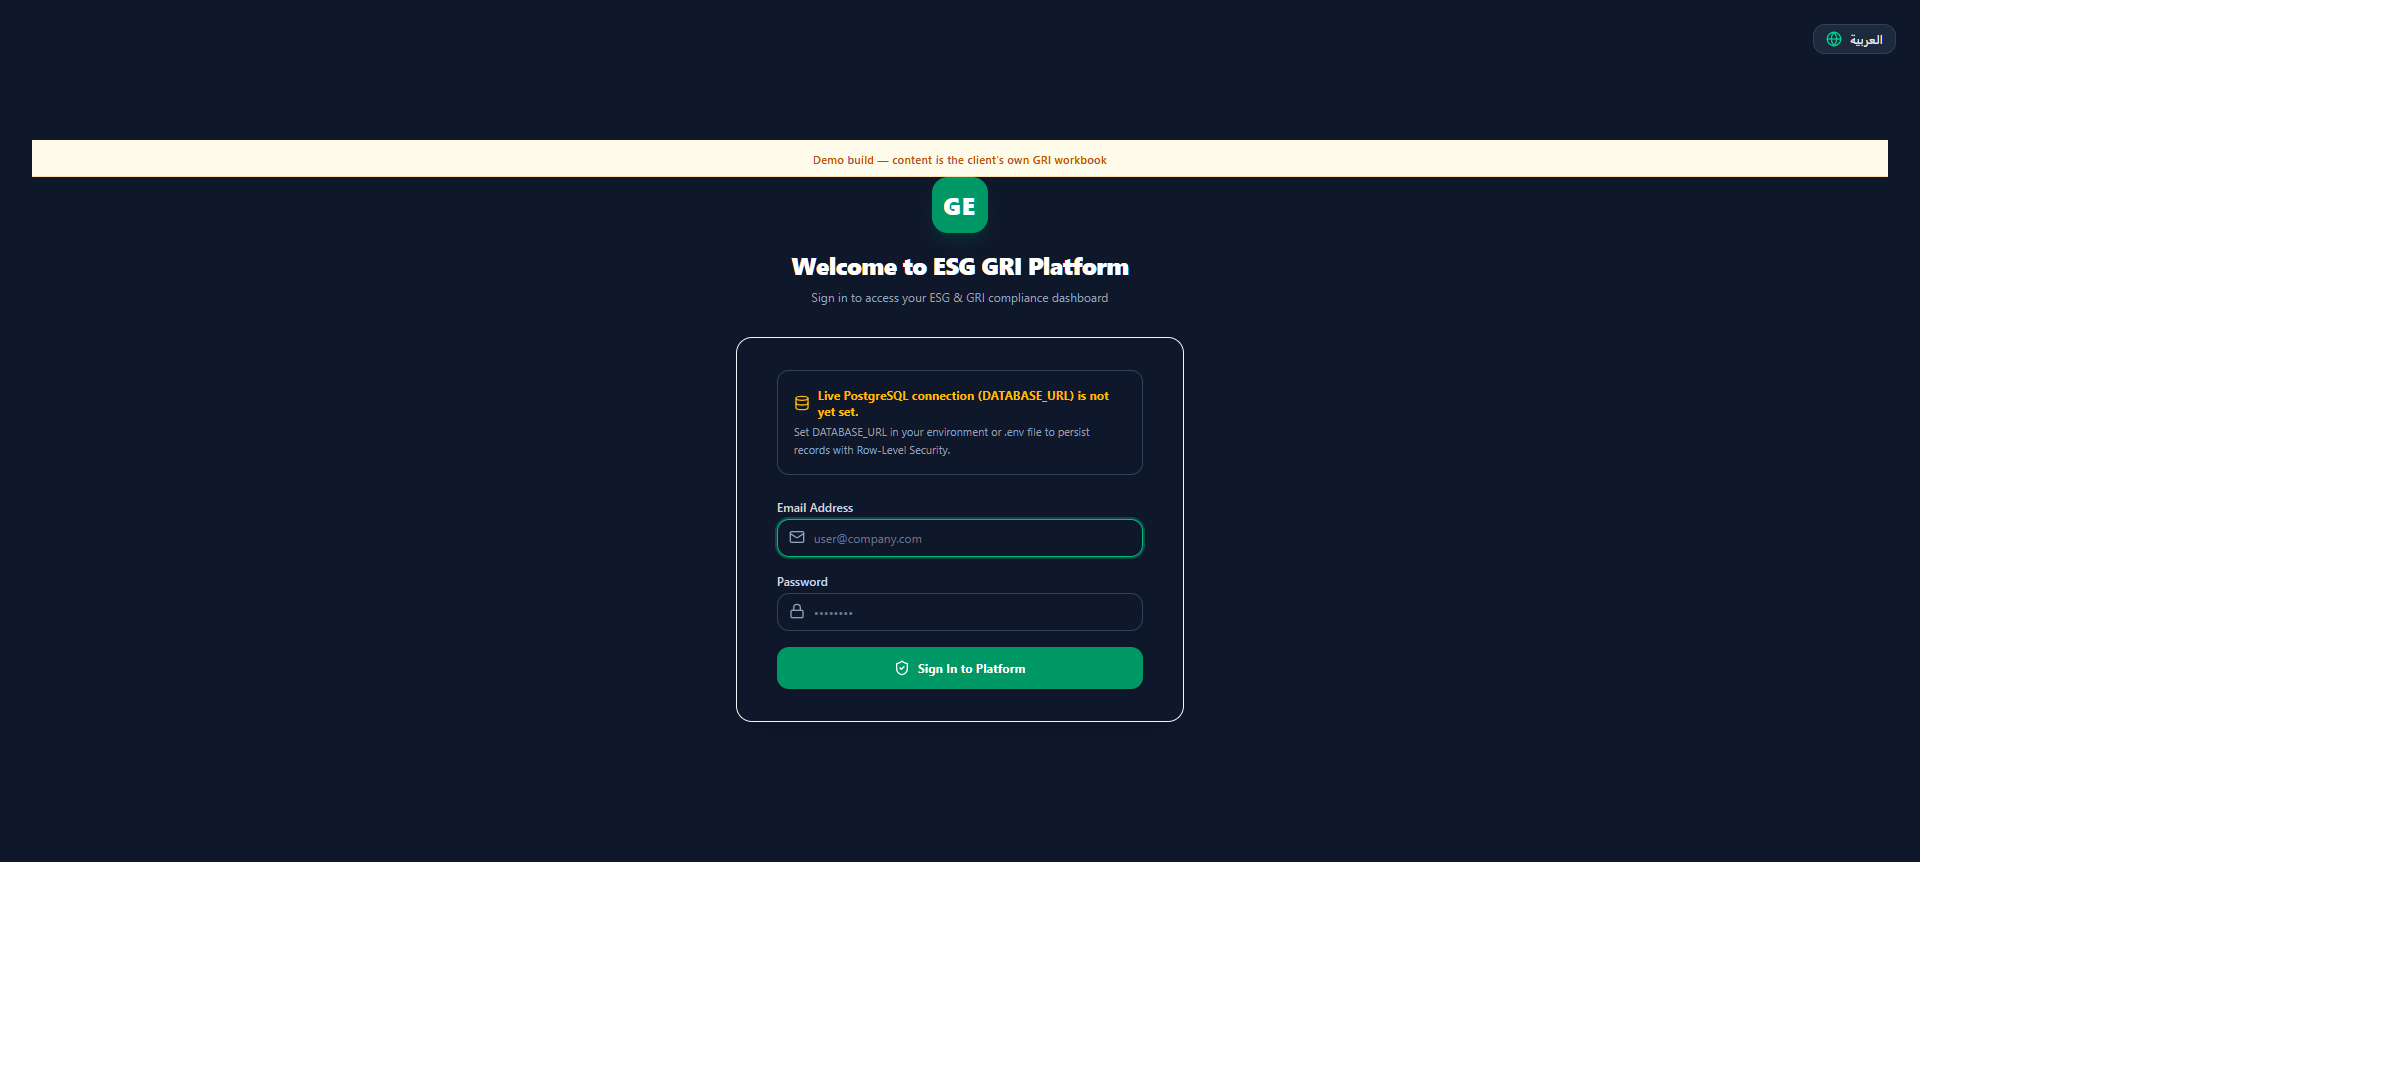 العربية
Demo build — content is the client's own GRI workbook
GE
Welcome to ESG GRI Platform
Sign in to access your ESG & GRI compliance dashboard
Live PostgreSQL connection (DATABASE_URL) is not
yet set.
Set DATABASE_URL in your environment or .env file to persist
records with Row-Level Security.
Email Address
user@company.com
Password
••••••••
Sign In to Platform